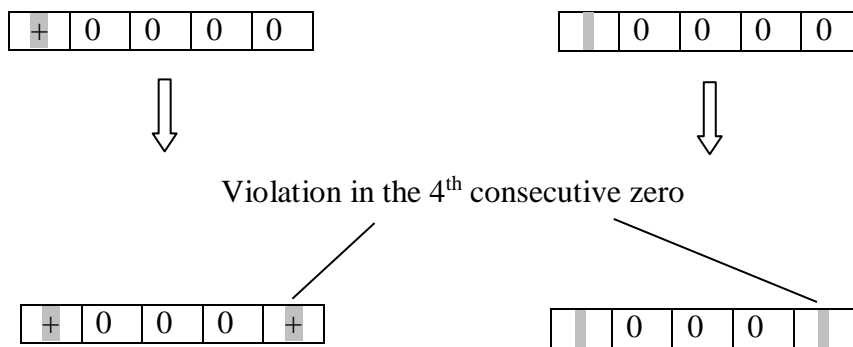 + 0 0 0 0
0 0 0 0
Violation in the 4th consecutive zero
+ 0 0 0 +
0 0 0